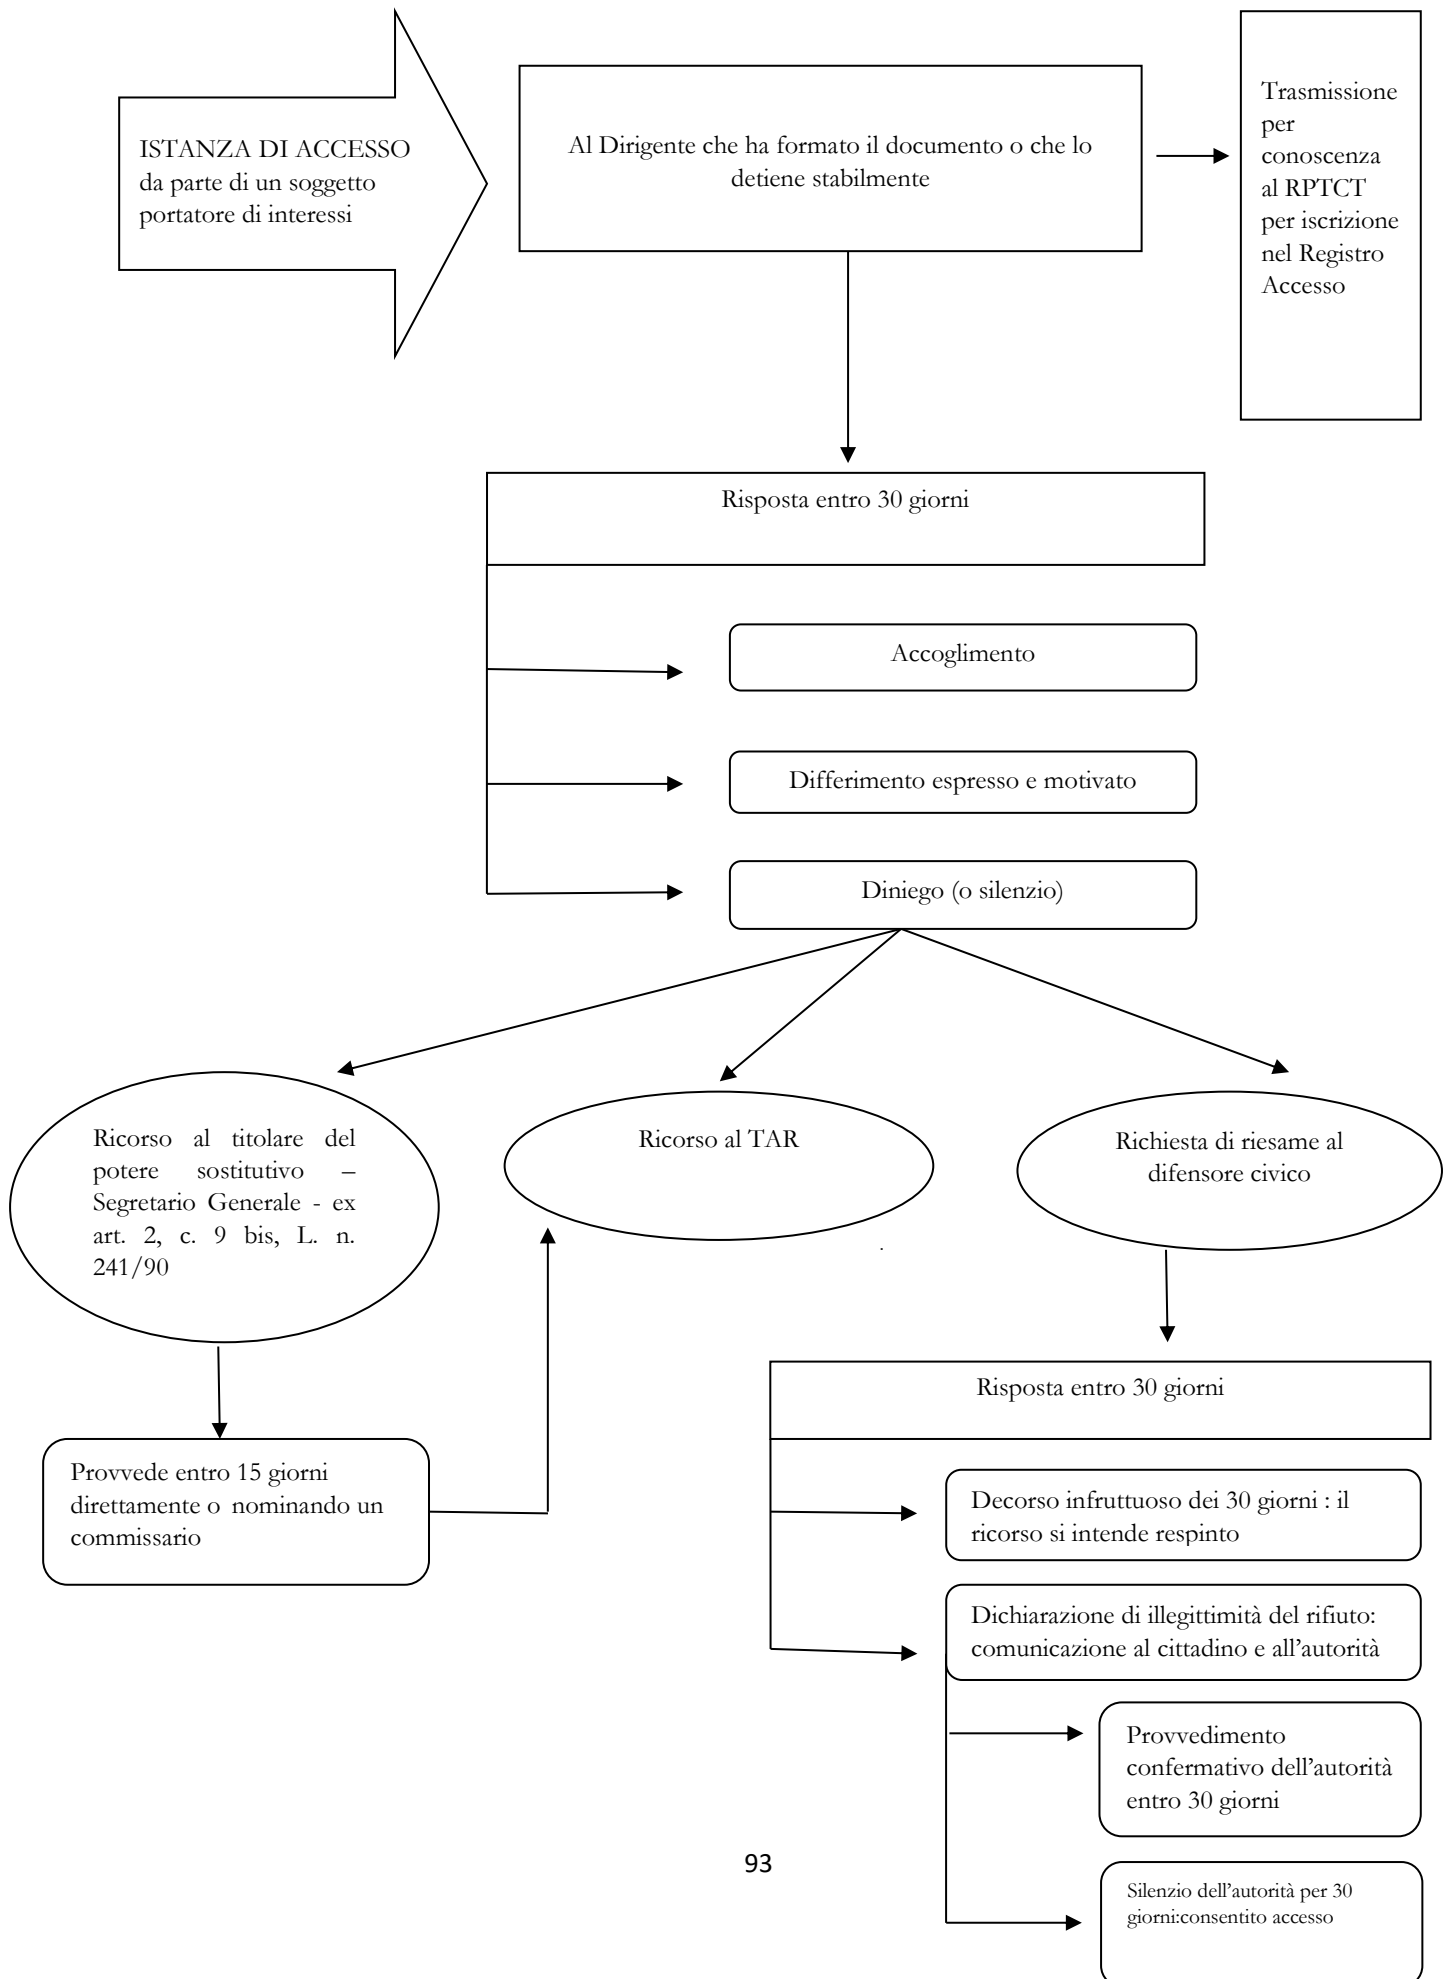 ISTANZA DI ACCESSO
da parte di un soggetto
portatore di interessi
Al Dirigente che ha formato il documento o che lo
detiene stabilmente
Trasmissione
per
conoscenza
al RPTCT
per iscrizione
nel Registro
Accesso
Risposta entro 30 giorni
Accoglimento
Differimento espresso e motivato
Diniego (o silenzio)
Ricorso al titolare del
potere sostitutivo –
Segretario Generale - ex
art. 2, c. 9 bis, L. n.
241/90
Ricorso al TAR
Richiesta di riesame al
difensore civico
Provvede entro 15 giorni
direttamente o nominando un
commissario
Risposta entro 30 giorni
Decorso infruttuoso dei 30 giorni : il
ricorso si intende respinto
Dichiarazione di illegittimità del rifiuto:
comunicazione al cittadino e all’autorità
Provvedimento
confermativo dell’autorità
entro 30 giorni
Silenzio dell’autorità per 30
giorni:consentito accesso
93